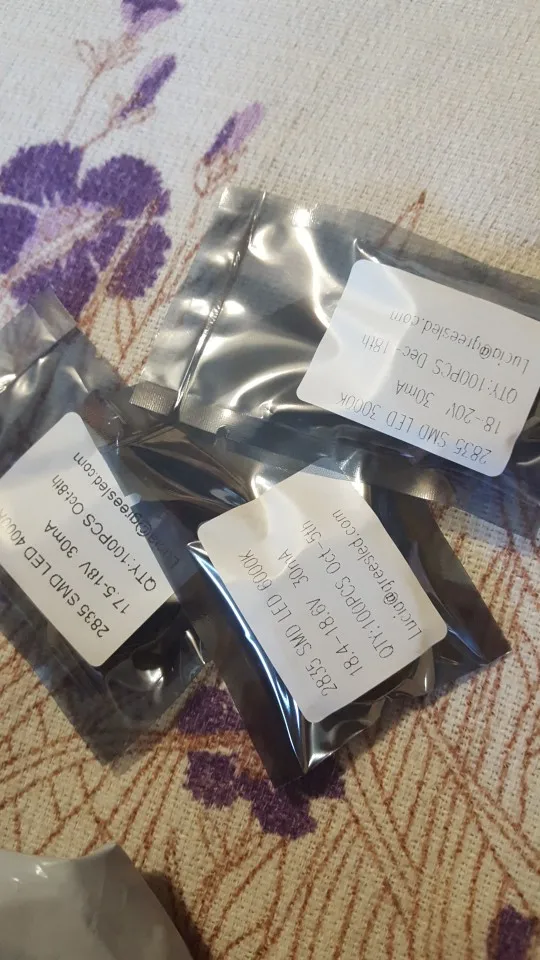 2835 SMD LED 3000K
18-20V 30mA
QTY:100PCS Dec-18th
Lucia@greesled.com
2835 SMD LED 4000K
17.5-18V 30mA
QTY:100PCS Oct-8th
Lucia@greesled.com
2835 SMD LED 6000K
18.4-18.6V 30mA
QTY:100PCS Oct-5th
Lucia@greesled.com